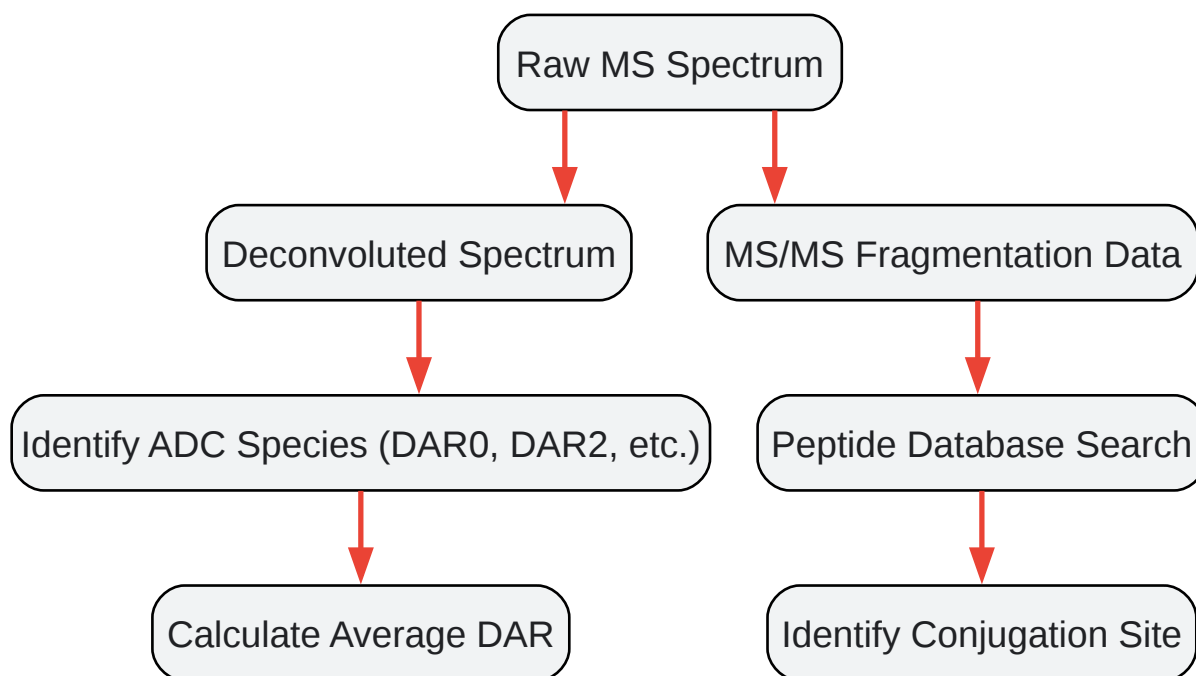 Raw MS Spectrum
Deconvoluted Spectrum
MS/MS Fragmentation Data
Identify ADC Species (DAR0, DAR2, etc.)
Peptide Database Search
Calculate Average DAR
Identify Conjugation Site